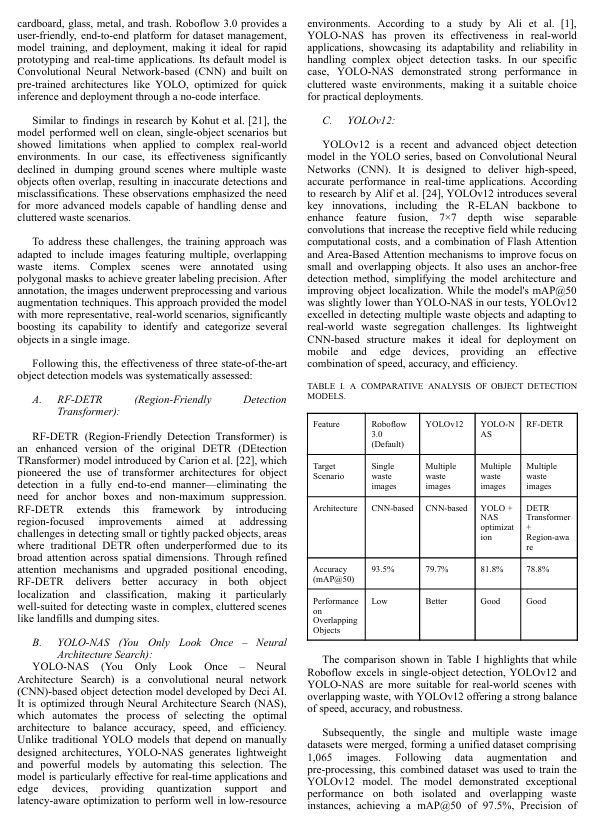 cardboard, glass, metal, and trash. Roboflow 3.0 provides a
user-friendly, end-to-end platform for dataset management,
model training, and deployment, making it ideal for rapid
prototyping and real-time applications. Its default model is
Convolutional Neural Network-based (CNN) and built on
pre-trained architectures like YOLO, optimized for quick
inference and deployment through a no-code interface.
Similar to findings in research by Kohut et al. [21], the
model performed well on clean, single-object scenarios but
showed limitations when applied to complex real-world
environments. In our case, its effectiveness significantly
declined in dumping ground scenes where multiple waste
objects often overlap, resulting in inaccurate detections and
misclassifications. These observations emphasized the need
for more advanced models capable of handling dense and
cluttered waste scenarios.
To address these challenges, the training approach was
adapted to include images featuring multiple, overlapping
waste items. Complex scenes were annotated using
polygonal masks to achieve greater labeling precision. After
annotation, the images underwent preprocessing and various
augmentation techniques. This approach provided the model
with more representative, real-world scenarios, significantly
boosting its capability to identify and categorize several
objects in a single image.
Following this, the effectiveness of three state-of-the-art
object detection models was systematically assessed:
A. RF-DETR (Region-Friendly Detection
Transformer):
RF-DETR (Region-Friendly Detection Transformer) is
an enhanced version of the original DETR (DEtection
TRansformer) model introduced by Carion et al. [22], which
pioneered the use of transformer architectures for object
detection in a fully end-to-end manner—eliminating the
need for anchor boxes and non-maximum suppression.
RF-DETR extends this framework by introducing
region-focused improvements aimed at addressing
challenges in detecting small or tightly packed objects, areas
where traditional DETR often underperformed due to its
broad attention across spatial dimensions. Through refined
attention mechanisms and upgraded positional encoding,
RF-DETR delivers better accuracy in both object
localization and classification, making it particularly
well-suited for detecting waste in complex, cluttered scenes
like landfills and dumping sites.
B. YOLO-NAS (You Only Look Once – Neural
Architecture Search):
YOLO-NAS (You Only Look Once – Neural
Architecture Search) is a convolutional neural network
(CNN)-based object detection model developed by Deci AI.
It is optimized through Neural Architecture Search (NAS),
which automates the process of selecting the optimal
architecture to balance accuracy, speed, and efficiency.
Unlike traditional YOLO models that depend on manually
designed architectures, YOLO-NAS generates lightweight
and powerful models by automating this selection. The
model is particularly effective for real-time applications and
edge devices, providing quantization support and
latency-aware optimization to perform well in low-resource
environments. According to a study by Ali et al. [1],
YOLO-NAS has proven its effectiveness in real-world
applications, showcasing its adaptability and reliability in
handling complex object detection tasks. In our specific
case, YOLO-NAS demonstrated strong performance in
cluttered waste environments, making it a suitable choice
for practical deployments.
C. YOLOv12:
YOLOv12 is a recent and advanced object detection
model in the YOLO series, based on Convolutional Neural
Networks (CNN). It is designed to deliver high-speed,
accurate performance in real-time applications. According
to research by Alif et al. [24], YOLOv12 introduces several
key innovations, including the R-ELAN backbone to
enhance feature fusion, 7×7 depth wise separable
convolutions that increase the receptive field while reducing
computational costs, and a combination of Flash Attention
and Area-Based Attention mechanisms to improve focus on
small and overlapping objects. It also uses an anchor-free
detection method, simplifying the model architecture and
improving object localization. While the model's mAP@50
was slightly lower than YOLO-NAS in our tests, YOLOv12
excelled in detecting multiple waste objects and adapting to
real-world waste segregation challenges. Its lightweight
CNN-based structure makes it ideal for deployment on
mobile and edge devices, providing an effective
combination of speed, accuracy, and efficiency.
TABLE I. A COMPARATIVE ANALYSIS OF OBJECT DETECTION
MODELS.
Feature Roboflow 3.0 (Default) YOLOv12 YOLO-NAS RF-DETR
Target Scenario Single waste images Multiple waste images Multiple waste images Multiple waste images
Architecture CNN-based CNN-based YOLO + NAS optimization DETR Transformer + Region-aware
Accuracy (mAP@50) 93.5% 79.7% 81.8% 78.8%
Performance on Overlapping Objects Low Better Good Good
The comparison shown in Table I highlights that while
Roboflow excels in single-object detection, YOLOv12 and
YOLO-NAS are more suitable for real-world scenes with
overlapping waste, with YOLOv12 offering a strong balance
of speed, accuracy, and robustness.
Subsequently, the single and multiple waste image
datasets were merged, forming a unified dataset comprising
1,065 images. Following data augmentation and
pre-processing, this combined dataset was used to train the
YOLOv12 model. The model demonstrated exceptional
performance on both isolated and overlapping waste
instances, achieving a mAP@50 of 97.5%, Precision of